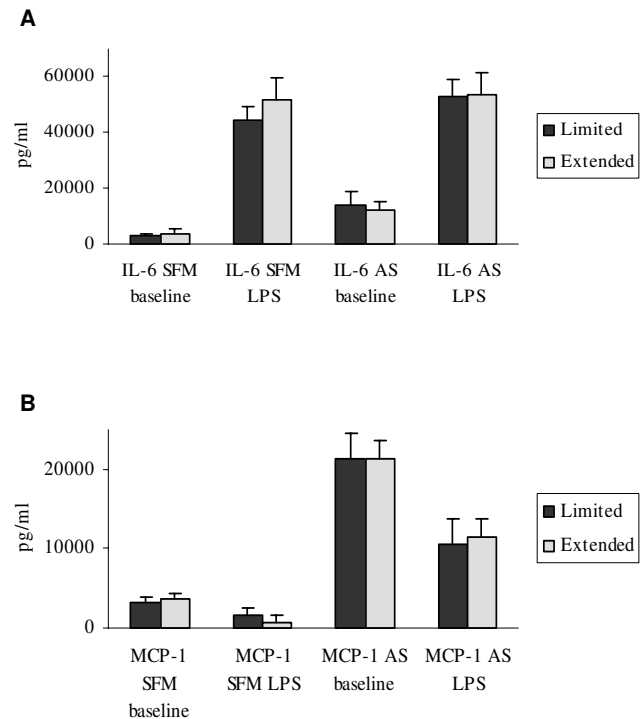 A
60000
40000
20000
0
pg/ml
IL-6 SFM
baseline
IL-6 SFM
LPS
IL-6 AS
baseline
IL-6 AS
LPS
Limited
Extended
B
20000
10000
0
pg/ml
MCP-1
SFM
baseline
MCP-1
SFM LPS
MCP-1 AS
baseline
MCP-1 AS
LPS
Limited
Extended